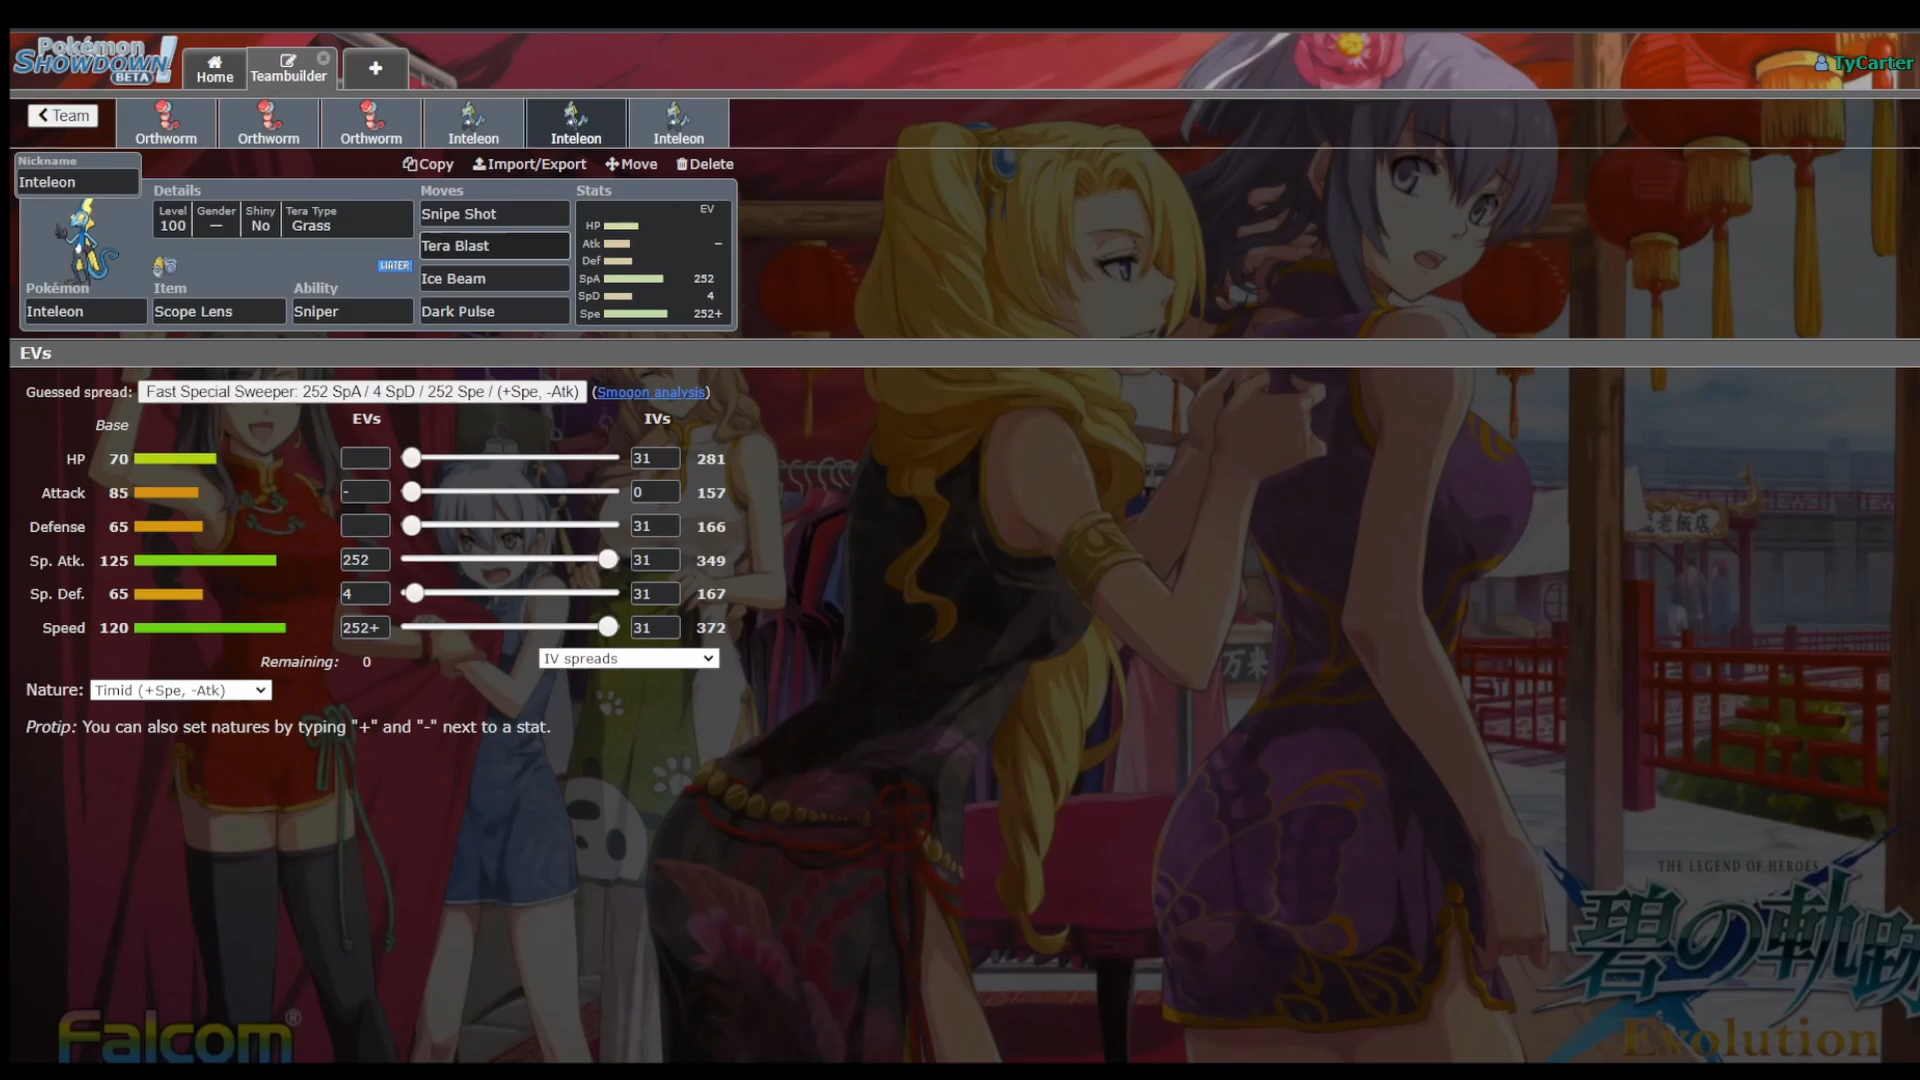 Pokémon
SHOWDOWN!
BETA
Home
Teambuilder
+
TyCarter
Team
Orthworm
Orthworm
Orthworm
Inteleon
Inteleon
Inteleon
Nickname
Inteleon
Copy
Import/Export
Move
Delete
Details
Moves
Stats
Level
100
Gender
—
Shiny
No
Tera Type
Grass
WATER
Pokémon
Inteleon
Item
Scope Lens
Ability
Sniper
Snipe Shot
Tera Blast
Ice Beam
Dark Pulse
EV
HP
Atk –
Def
SpA 252
SpD 4
Spe 252+
EVs
Guessed spread: Fast Special Sweeper: 252 SpA / 4 SpD / 252 Spe / (+Spe, -Atk) (Smogon analysis)
Base EVs IVs
HP 70 31 281
Attack 85 - 0 157
Defense 65 31 166
Sp. Atk. 125 252 31 349
Sp. Def. 65 4 31 167
Speed 120 252+ 31 372
Remaining: 0
IV spreads
Nature: Timid (+Spe, -Atk)
Protip: You can also set natures by typing "+" and "-" next to a stat.
THE LEGEND OF HEROES
碧の軌跡
Evolution
Falcom®